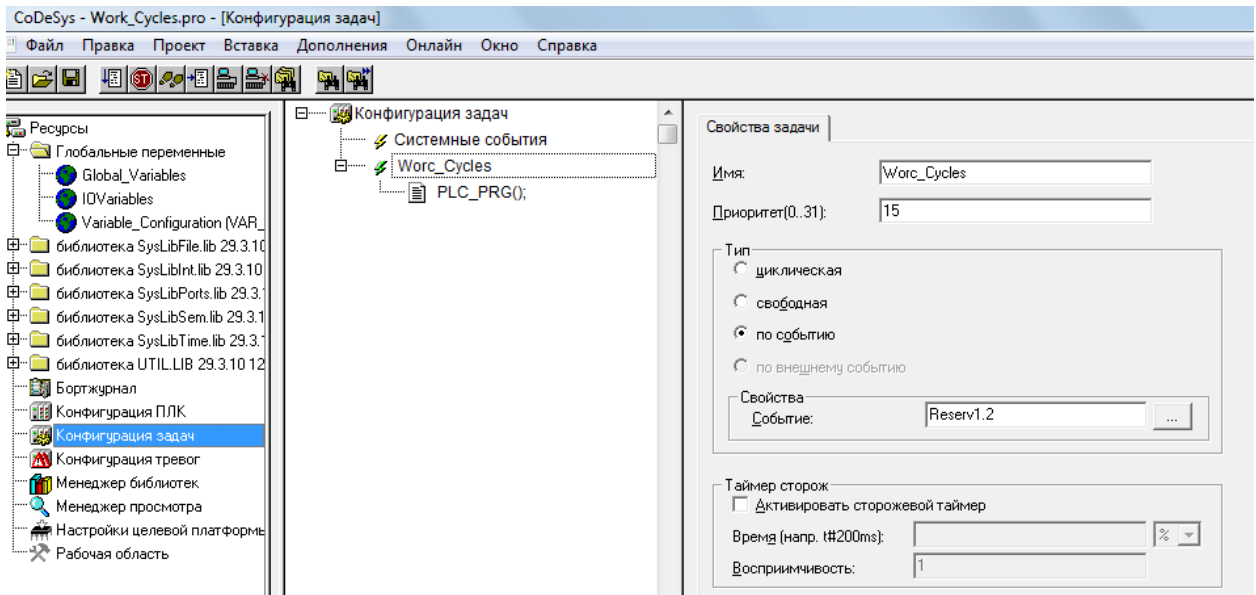 CoDeSys - Work_Cycles.pro - [Конфигурация задач]
Файл Правка Проект Вставка Дополнения Онлайн Окно Справка
Ресурсы
Глобальные переменные
Global_Variables
IOVariables
Variable_Configuration (VAR_
библиотека SysLibFile.lib 29.3.10
библиотека SysLibInt.lib 29.3.10
библиотека SysLibPorts.lib 29.3.1
библиотека SysLibSem.lib 29.3.1
библиотека SysLibTime.lib 29.3.1
библиотека UTIL.LIB 29.3.10 12
Бортжурнал
Конфигурация ПЛК
Конфигурация задач
Конфигурация тревог
Менеджер библиотек
Менеджер просмотра
Настройки целевой платформы
Рабочая область
Конфигурация задач
Системные события
Worc_Cycles
PLC_PRG();
Свойства задачи
Имя: Worc_Cycles
Приоритет(0..31): 15
Тип
циклическая
свободная
по событию
по внешнему событию
Свойства
Событие: Reserv1.2 ...
Таймер сторож
Активировать сторожевой таймер
Время (напр. t#200ms): %
Восприимчивость: 1